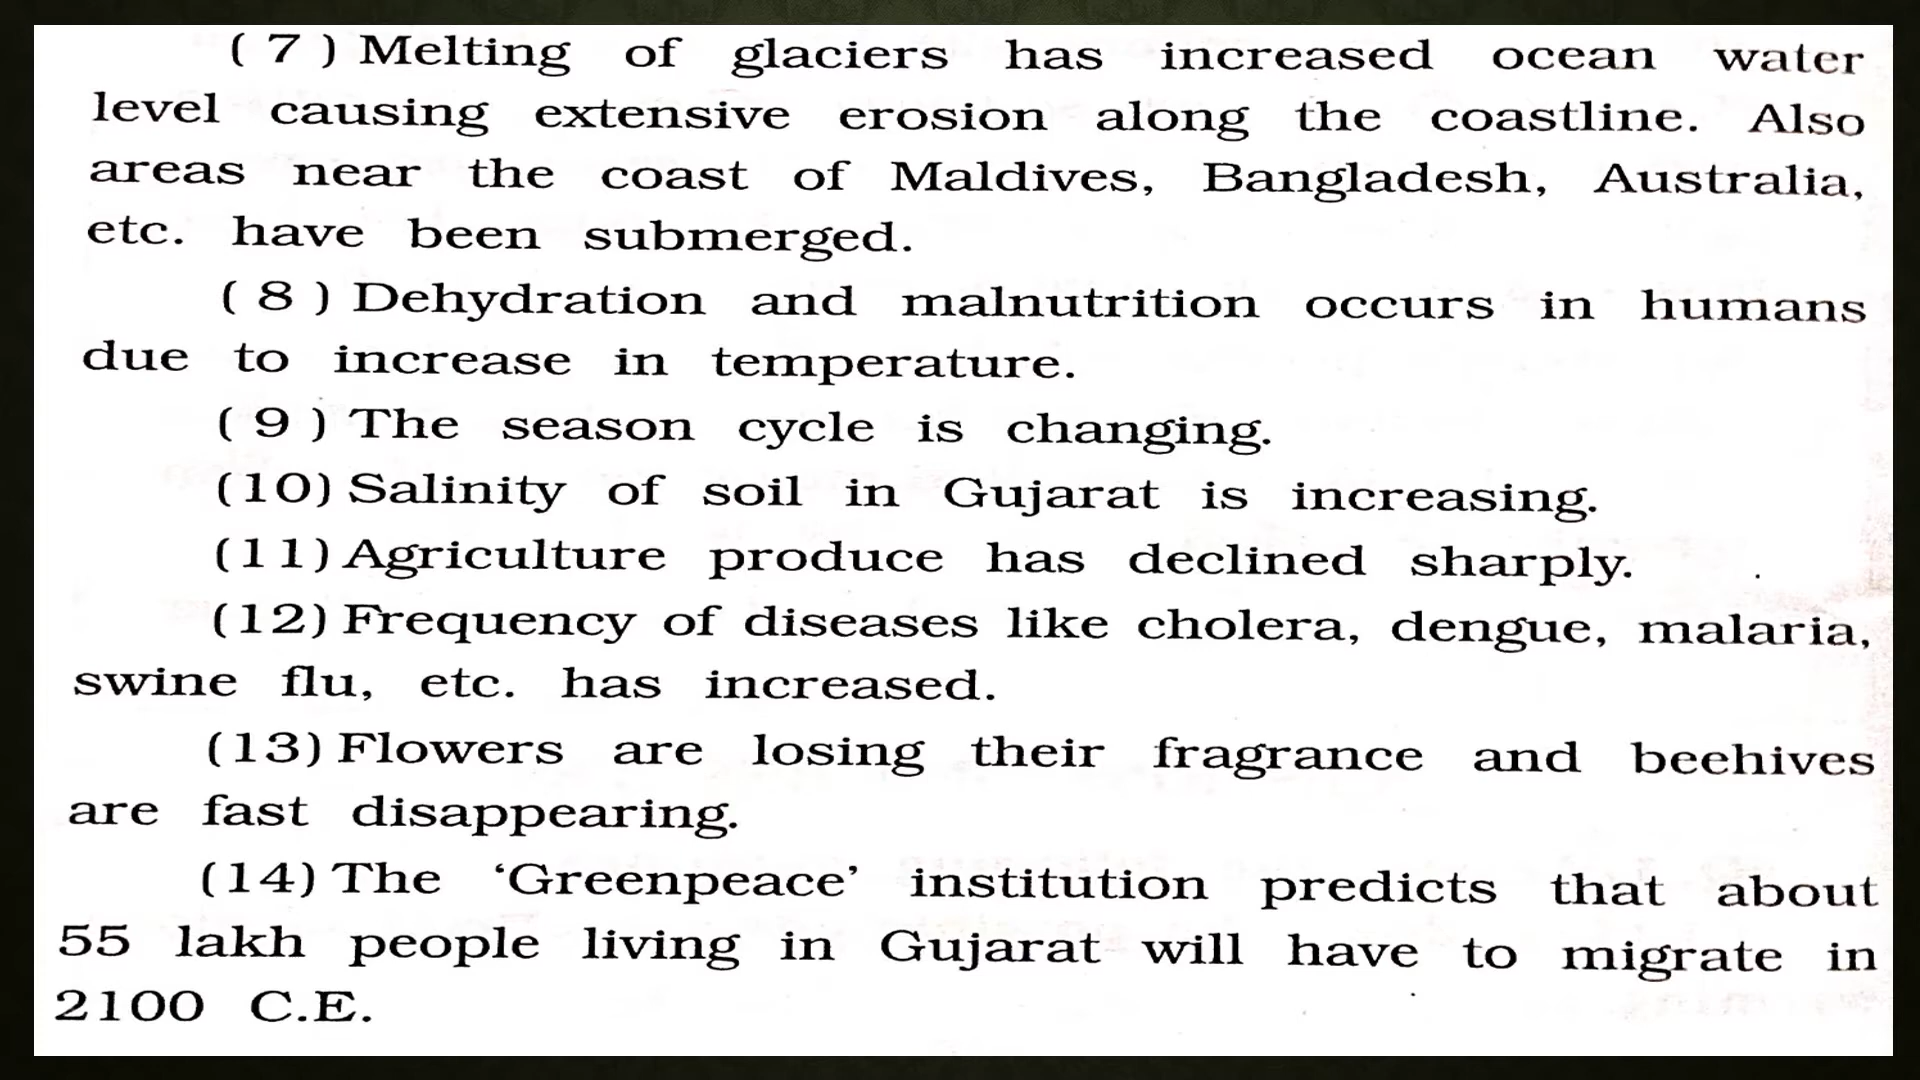 ( 7 ) Melting of glaciers has increased ocean water
level causing extensive erosion along the coastline. Also
areas near the coast of Maldives, Bangladesh, Australia,
etc. have been submerged.
( 8 ) Dehydration and malnutrition occurs in humans
due to increase in temperature.
( 9 ) The season cycle is changing.
(10) Salinity of soil in Gujarat is increasing.
(11) Agriculture produce has declined sharply.
(12) Frequency of diseases like cholera, dengue, malaria,
swine flu, etc. has increased.
(13) Flowers are losing their fragrance and beehives
are fast disappearing.
(14) The ‘Greenpeace’ institution predicts that about
55 lakh people living in Gujarat will have to migrate in
2100 C.E.